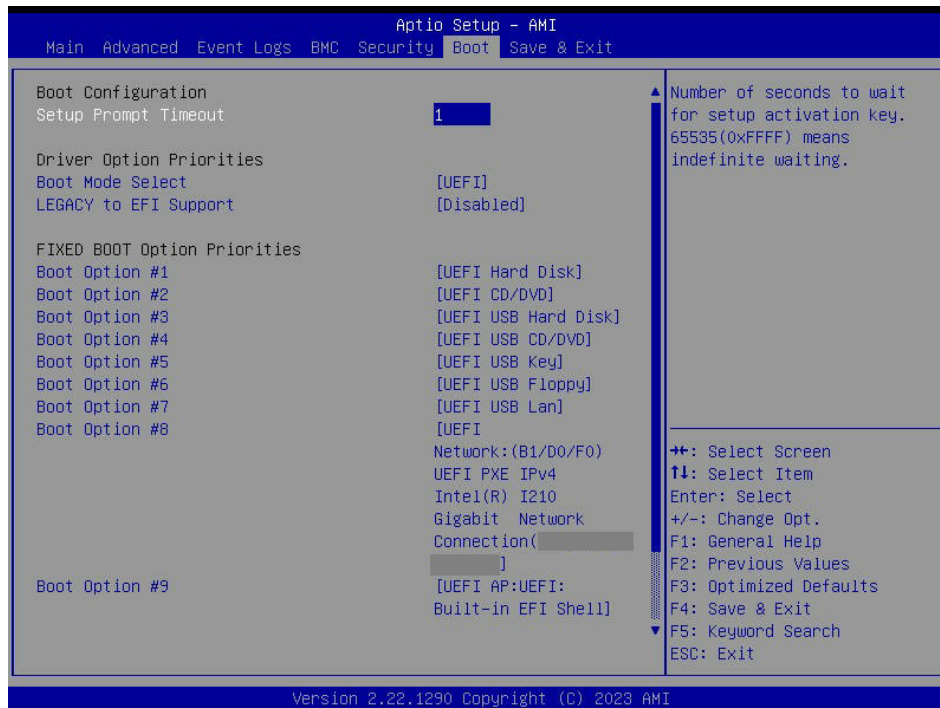 Aptio Setup – AMI
Main Advanced Event Logs BMC Security Boot Save & Exit
Boot Configuration
Setup Prompt Timeout 1
Driver Option Priorities
Boot Mode Select [UEFI]
LEGACY to EFI Support [Disabled]
FIXED BOOT Option Priorities
Boot Option #1 [UEFI Hard Disk]
Boot Option #2 [UEFI CD/DVD]
Boot Option #3 [UEFI USB Hard Disk]
Boot Option #4 [UEFI USB CD/DVD]
Boot Option #5 [UEFI USB Key]
Boot Option #6 [UEFI USB Floppy]
Boot Option #7 [UEFI USB Lan]
Boot Option #8 [UEFI
Network:(B1/D0/F0)
UEFI PXE IPv4
Intel(R) I210
Gigabit Network
Connection(
]
Boot Option #9 [UEFI AP:UEFI:
Built-in EFI Shell]
Number of seconds to wait
for setup activation key.
65535(0xFFFF) means
indefinite waiting.
→←: Select Screen
↑↓: Select Item
Enter: Select
+/-: Change Opt.
F1: General Help
F2: Previous Values
F3: Optimized Defaults
F4: Save & Exit
F5: Keyword Search
ESC: Exit
Version 2.22.1290 Copyright (C) 2023 AMI